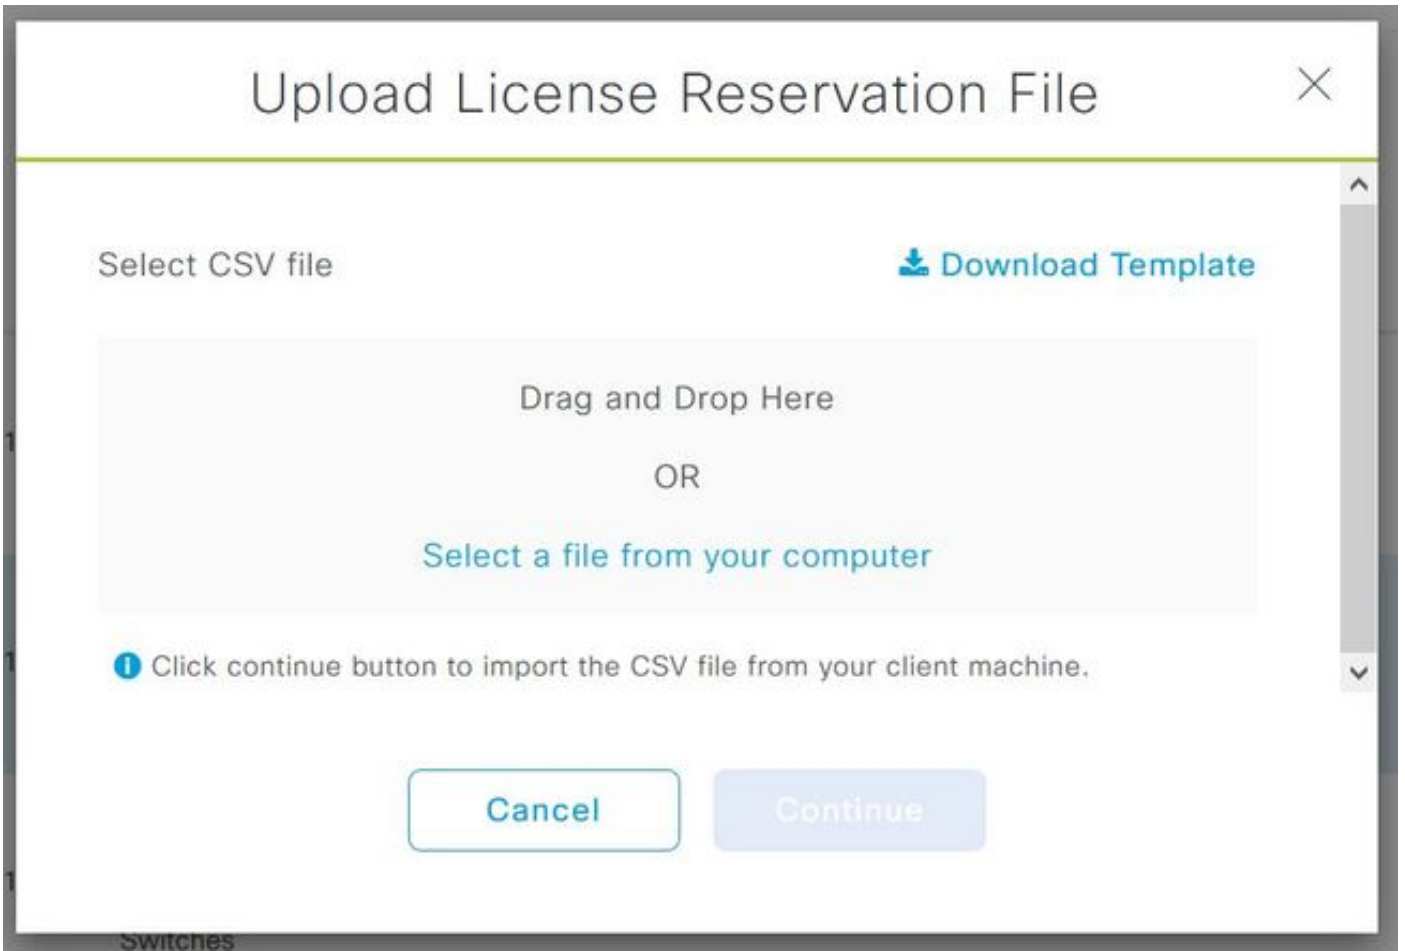 Upload License Reservation File
Select CSV file
Download Template
Drag and Drop Here
OR
Select a file from your computer
Click continue button to import the CSV file from your client machine.
Cancel
Continue
Switches